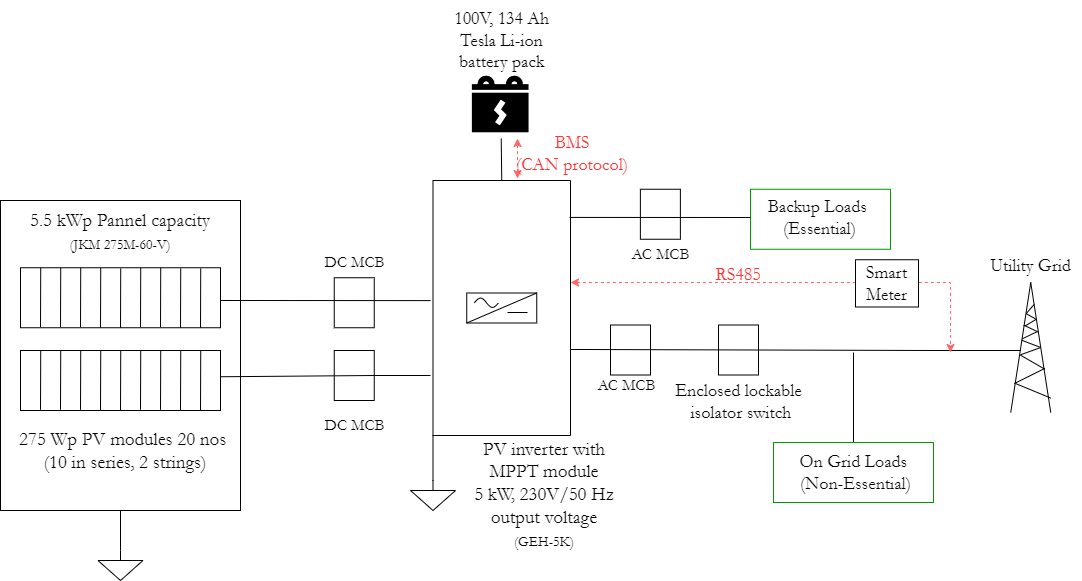 100V, 134 Ah
Tesla Li-ion
battery pack
BMS
(CAN protocol)
5.5 kWp Pannel capacity
(JKM 275M-60-V)
DC MCB
Backup Loads
(Essential)
AC MCB
RS485
Smart
Meter
Utility Grid
AC MCB
Enclosed lockable
isolator switch
DC MCB
275 Wp PV modules 20 nos
(10 in series, 2 strings)
PV inverter with
MPPT module
5 kW, 230V/50 Hz
output voltage
(GEH-5K)
On Grid Loads
(Non-Essential)